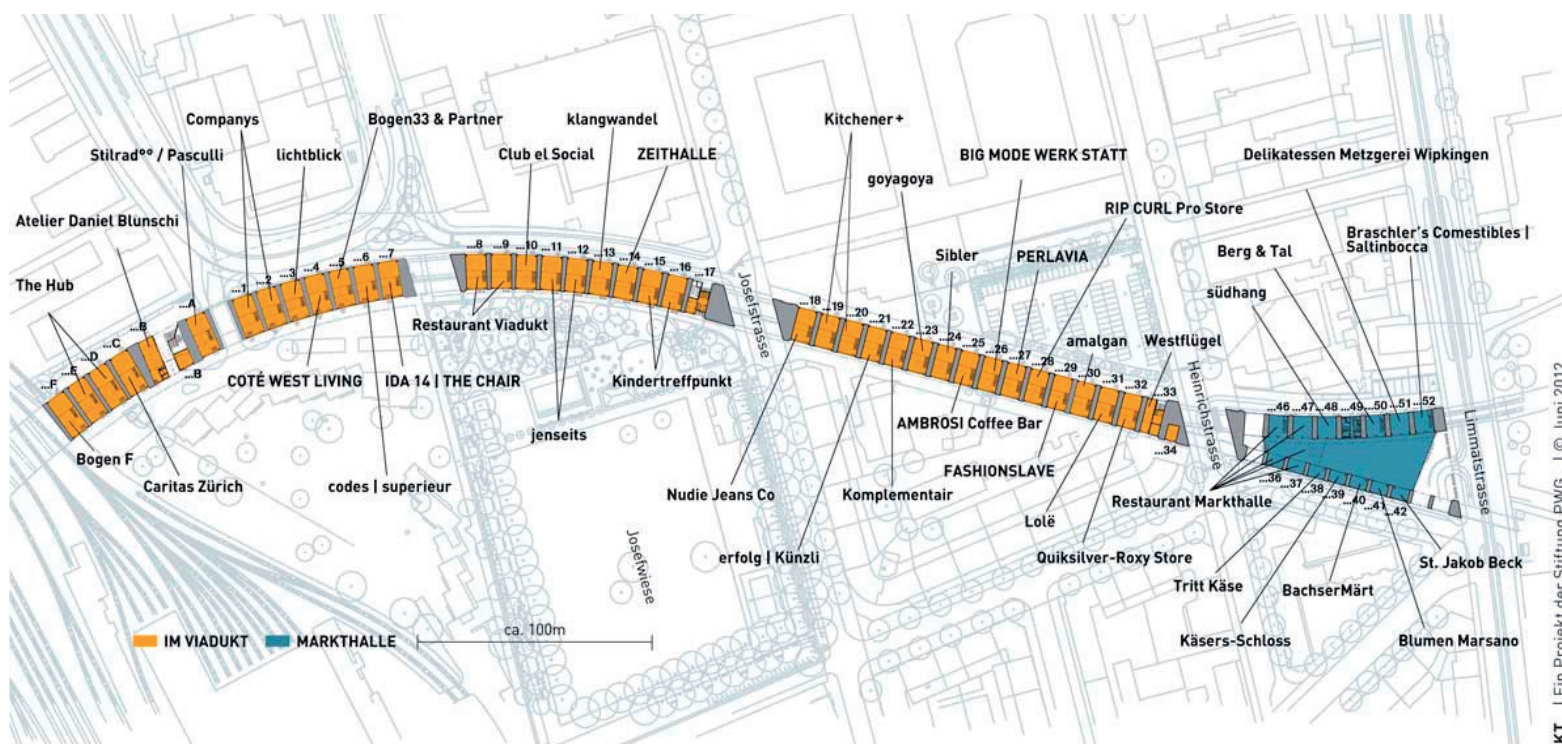 Companys
Bogen33 & Partner
klangwandel
Kitchener+
Stilrad°° / Pasculli
lichtblick
Club el Social
ZEITHALLE
BIG MODE WERK STATT
Delikatessen Metzgerei Wipkingen
goyagoya
Atelier Daniel Blunschi
RIP CURL Pro Store
Braschler's Comestibles |
Saltinbocca
Berg & Tal
Sibler
PERLAVIA
südhang
The Hub
...F
...E
...D
...C
...B
...A
...B
...1
...2
...3
...4
...5
...6
...7
...8
...9
...10
...11
...12
...13
...14
...15
...16
...17
Josefstrasse
...18
...19
...20
...21
...22
...23
...24
...25
...26
...27
...28
...29
...30
...31
...32
...33
...34
amalgan
Westflügel
Heinrichstrasse
...46
...47
...48
...49
...50
...51
...52
Limmatstrasse
...36
...37
...38
...39
...40
...41
...42
Restaurant Viadukt
COTÉ WEST LIVING
IDA 14 | THE CHAIR
Kindertreffpunkt
jenseits
AMBROSI Coffee Bar
Bogen F
FASHIONSLAVE
Caritas Zürich
codes | superieur
Nudie Jeans Co
Komplementair
Restaurant Markthalle
Lolë
erfolg | Künzli
Quiksilver-Roxy Store
Josefwiese
St. Jakob Beck
Tritt Käse
BachserMärt
Käsers-Schloss
Blumen Marsano
IM VIADUKT
MARKTHALLE
ca. 100m
KT | Ein Projekt der Stiftung PWG | © Juni 2012